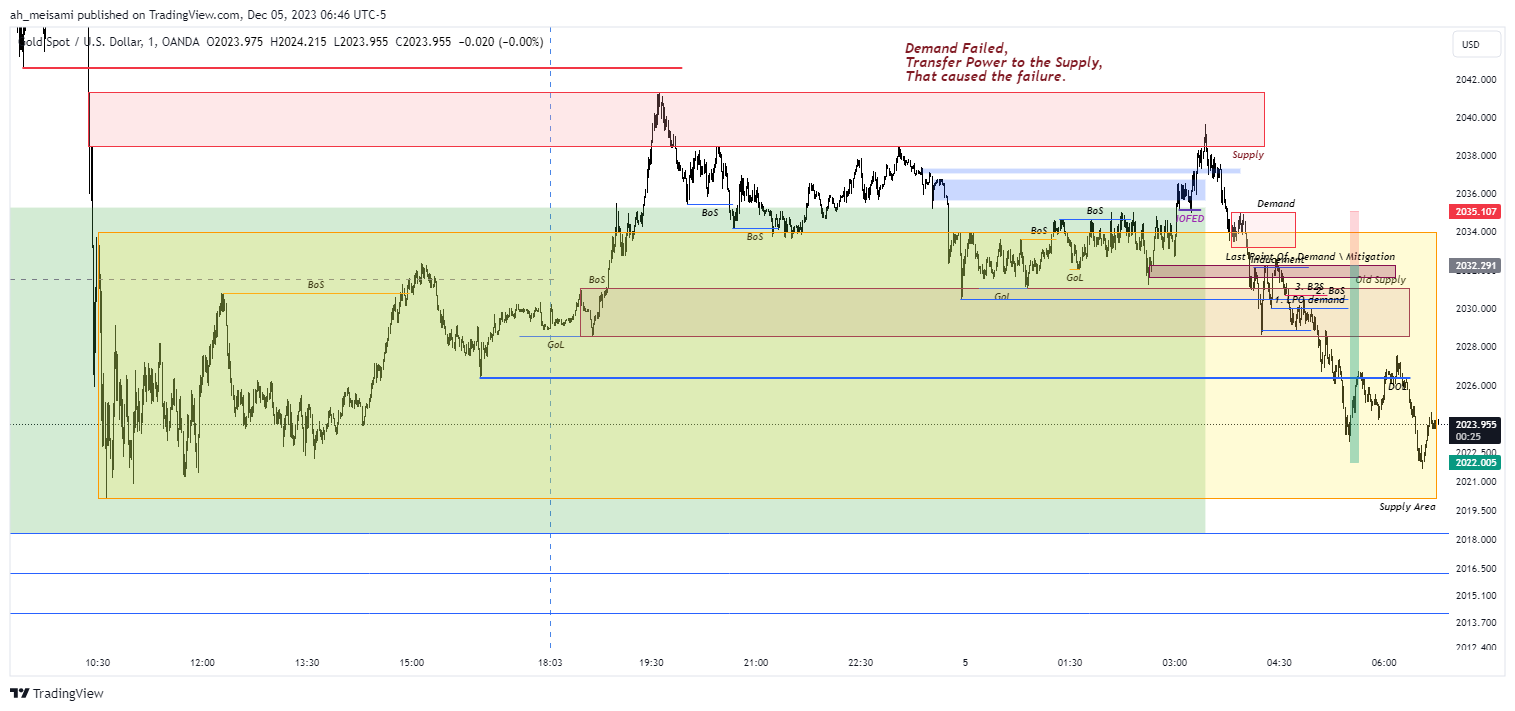 ah_meisami published on TradingView.com, Dec 05, 2023 06:46 UTC-5
Gold Spot / U.S. Dollar, 1, OANDA O2023.975 H2024.215 L2023.955 C2023.955 −0.020 (−0.00%)
USD
Demand Failed,
Transfer Power to the Supply,
That caused the failure.
2042.000
2040.000
2038.000
2036.000
2035.107
2034.000
2032.291
2030.000
2028.000
2026.000
2023.955
00:25
2022.500
2022.005
2021.000
2019.500
2018.000
2016.500
2015.100
2013.700
2012.400
Supply
BoS
BoS
IOFED
Demand
BoS
BoS
Last Point Of Demand \ Mitigation
Inducement
GoL
Old Supply
BoS
BoS
3. B2S
2. BoS
GoL
1. LPO demand
GoL
Supply Area
10:30
12:00
13:30
15:00
18:03
19:30
21:00
22:30
5
01:30
03:00
04:30
06:00
TradingView